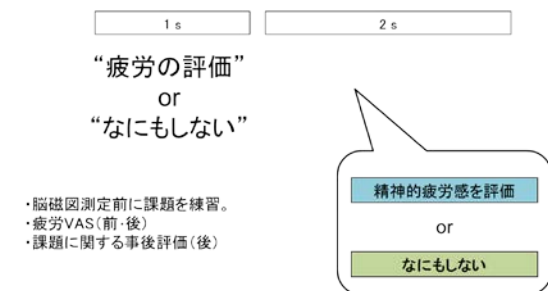 1 s
2 s
“疲労の評価”
or
“なにもしない”
・脳磁図測定前に課題を練習。
・疲労VAS(前・後)
・課題に関する事後評価(後)
精神的疲労感を評価
or
なにもしない